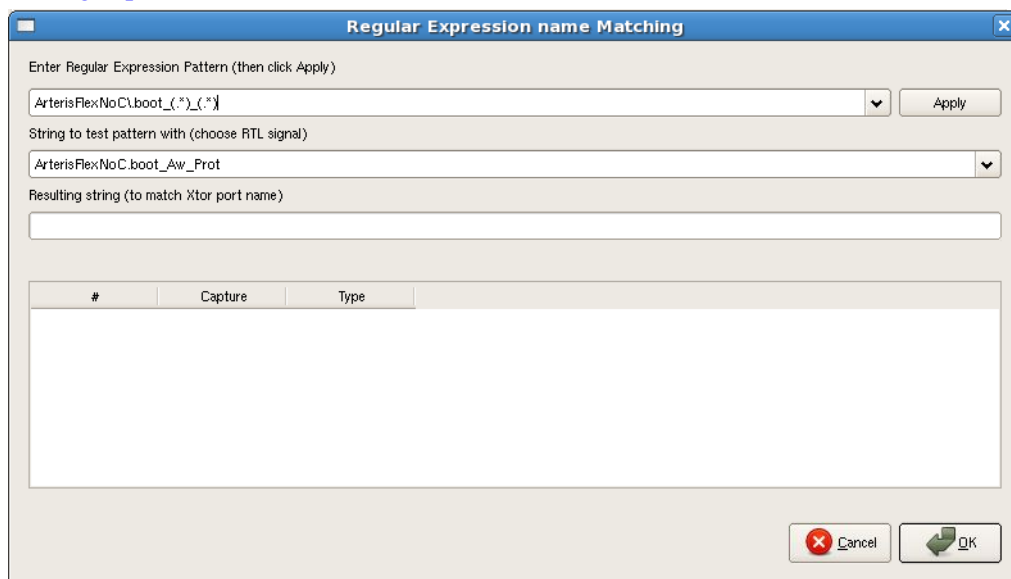 Regular Expression name Matching
Enter Regular Expression Pattern (then click Apply)
ArterisFlexNoC\.boot_(.*)_(.*)
Apply
String to test pattern with (choose RTL signal)
ArterisFlexNoC.boot_Aw_Prot
Resulting string (to match Xtor port name)
# Capture Type
Cancel OK